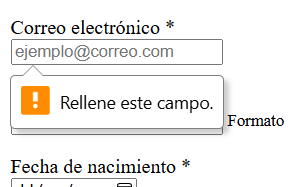 Correo electrónico *
ejemplo@correo.com
Rellene este campo.
Formato
Fecha de nacimiento *